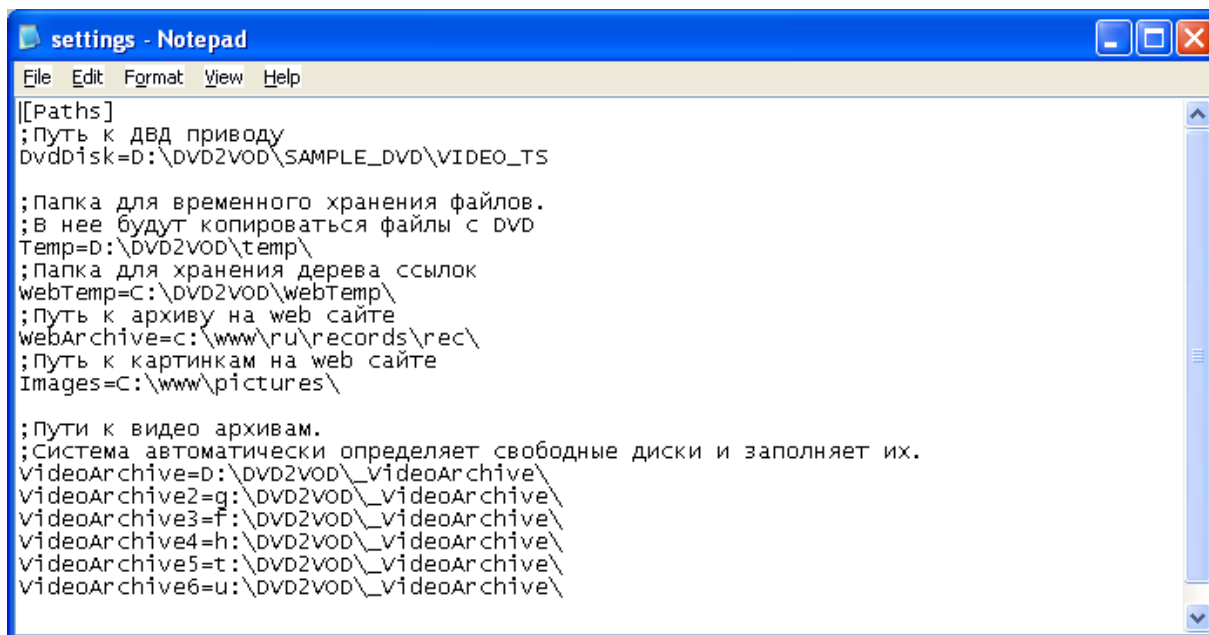 settings - Notepad
File Edit Format View Help
[Paths]
;Путь к ДВД приводу
DvdDisk=D:\DVD2VOD\SAMPLE_DVD\VIDEO_TS

;Папка для временного хранения файлов.
;В нее будут копироваться файлы с DVD
Temp=D:\DVD2VOD\temp\
;Папка для хранения дерева ссылок
WebTemp=C:\DVD2VOD\WebTemp\
;Путь к архиву на web сайте
WebArchive=c:\www\ru\records\rec\
;Путь к картинкам на web сайте
Images=C:\www\pictures\

;Пути к видео архивам.
;Система автоматически определяет свободные диски и заполняет их.
VideoArchive=D:\DVD2VOD\_VideoArchive\
VideoArchive2=g:\DVD2VOD\_VideoArchive\
VideoArchive3=f:\DVD2VOD\_VideoArchive\
VideoArchive4=h:\DVD2VOD\_VideoArchive\
VideoArchive5=t:\DVD2VOD\_VideoArchive\
VideoArchive6=u:\DVD2VOD\_VideoArchive\